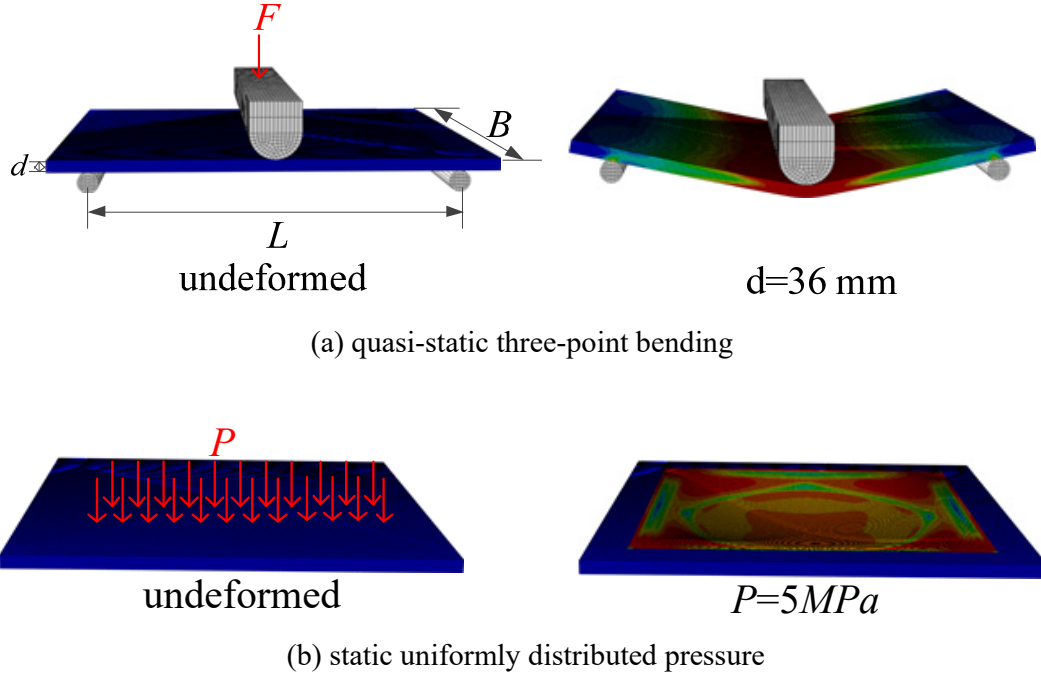 F
B
d
L
undeformed
d=36 mm
(a) quasi-static three-point bending
P
undeformed
P=5MPa
(b) static uniformly distributed pressure